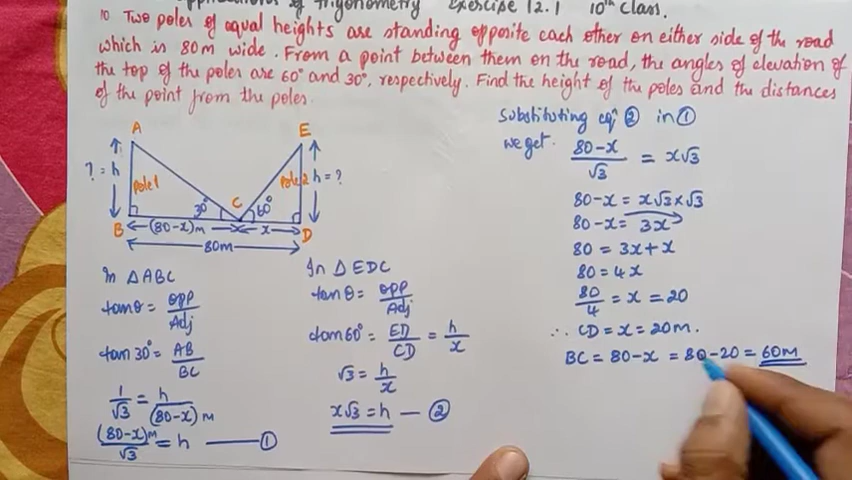 of Trigonometry Exercise 12.1 10th Class.
10 Two poles of equal heights are standing opposite each other on either side of the road
which is 80m wide. From a point between them on the road, the angles of elevation of
the top of the poles are 60° and 30°, respectively. Find the height of the poles and the distances
of the point from the poles.
A
E
? = h
Pole 1
Pole 2
h = ?
C
30°
60°
B
(80-x)m
x
D
80m
In △ ABC
tanθ = Opp/Adj
tan 30° = AB/BC
1/√3 = h/(80-x) m
(80-x)m/√3 = h — ①
In △ EDC
tan θ = Opp/Adj
tan 60° = ED/CD = h/x
√3 = h/x
x√3 = h — ②
Substituting eqn ② in ①
we get.
80-x/√3 = x√3
80-x = x√3 x √3
80-x = 3x
80 = 3x + x
80 = 4x
80/4 = x = 20
∴ CD = x = 20m.
BC = 80-x = 80-20 = 60m